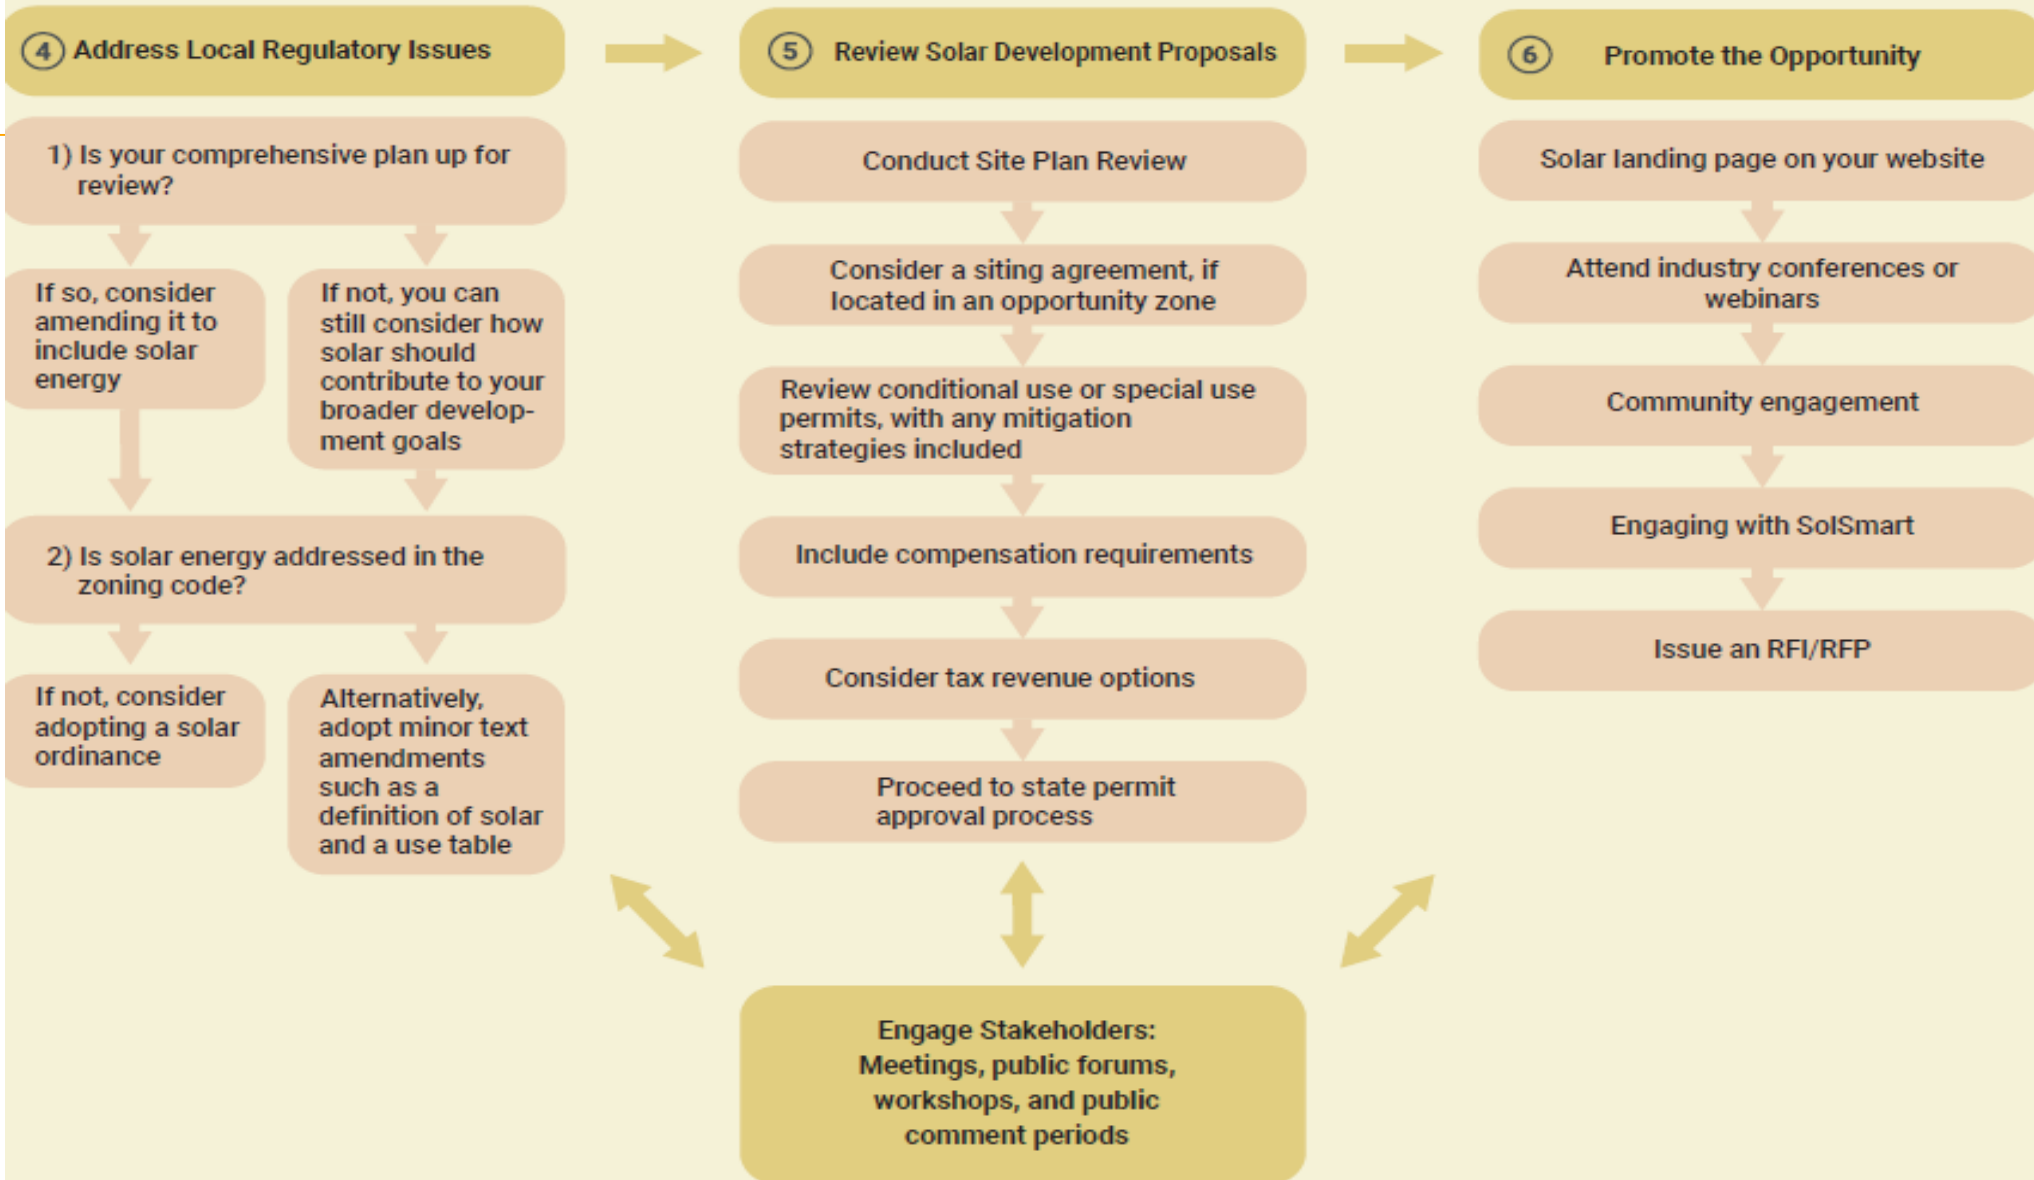 ④ Address Local Regulatory Issues
1) Is your comprehensive plan up for
review?
If so, consider
amending it to
include solar
energy
If not, you can
still consider how
solar should
contribute to your
broader develop-
ment goals
2) Is solar energy addressed in the
zoning code?
If not, consider
adopting a solar
ordinance
Alternatively,
adopt minor text
amendments
such as a
definition of solar
and a use table
⑤ Review Solar Development Proposals
Conduct Site Plan Review
Consider a siting agreement, if
located in an opportunity zone
Review conditional use or special use
permits, with any mitigation
strategies included
Include compensation requirements
Consider tax revenue options
Proceed to state permit
approval process
⑥ Promote the Opportunity
Solar landing page on your website
Attend industry conferences or
webinars
Community engagement
Engaging with SolSmart
Issue an RFI/RFP
Engage Stakeholders:
Meetings, public forums,
workshops, and public
comment periods